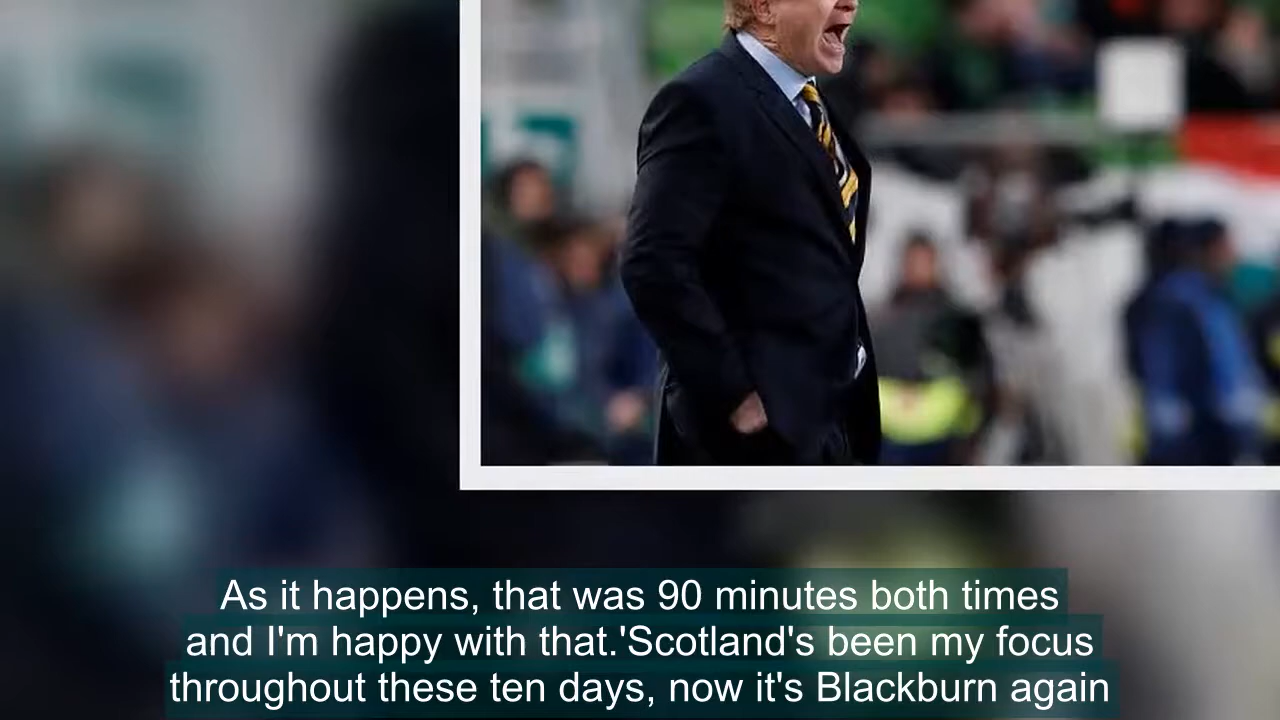 As it happens, that was 90 minutes both times
and I'm happy with that.'Scotland's been my focus
throughout these ten days, now it's Blackburn again